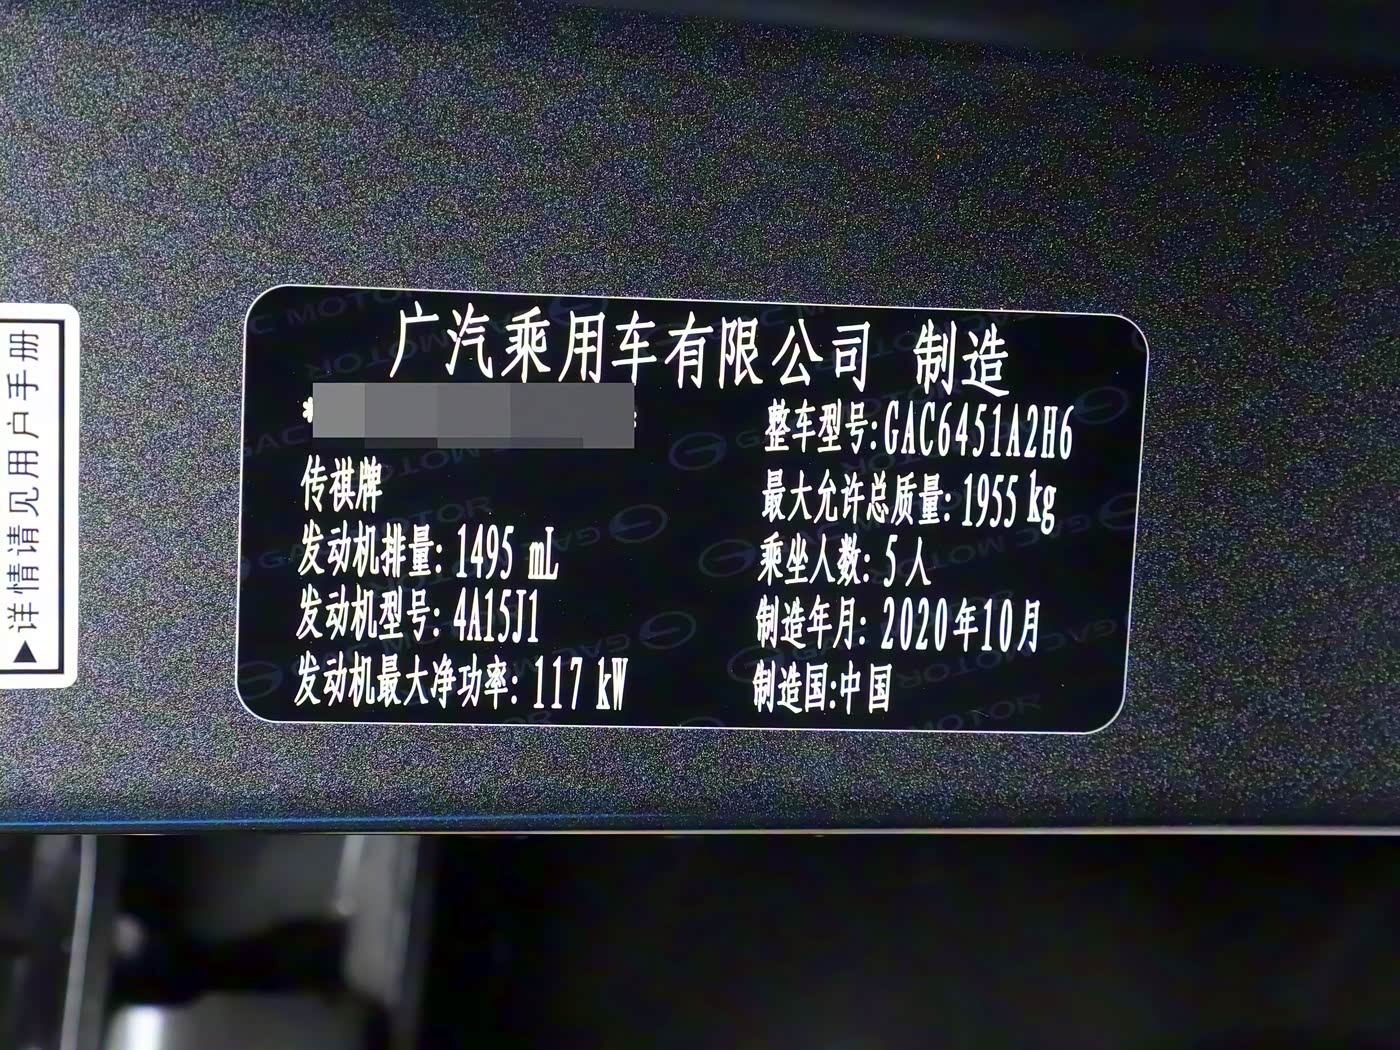 广汽乘用车有限公司 制造
整车型号:GAC6451A2H6
传祺牌
最大允许总质量: 1955 kg
发动机排量: 1495 mL
乘坐人数: 5人
发动机型号: 4A15J1
制造年月: 2020年10月
发动机最大净功率: 117 kW
制造国:中国
▶详情请见用户手册
GAC MOTOR